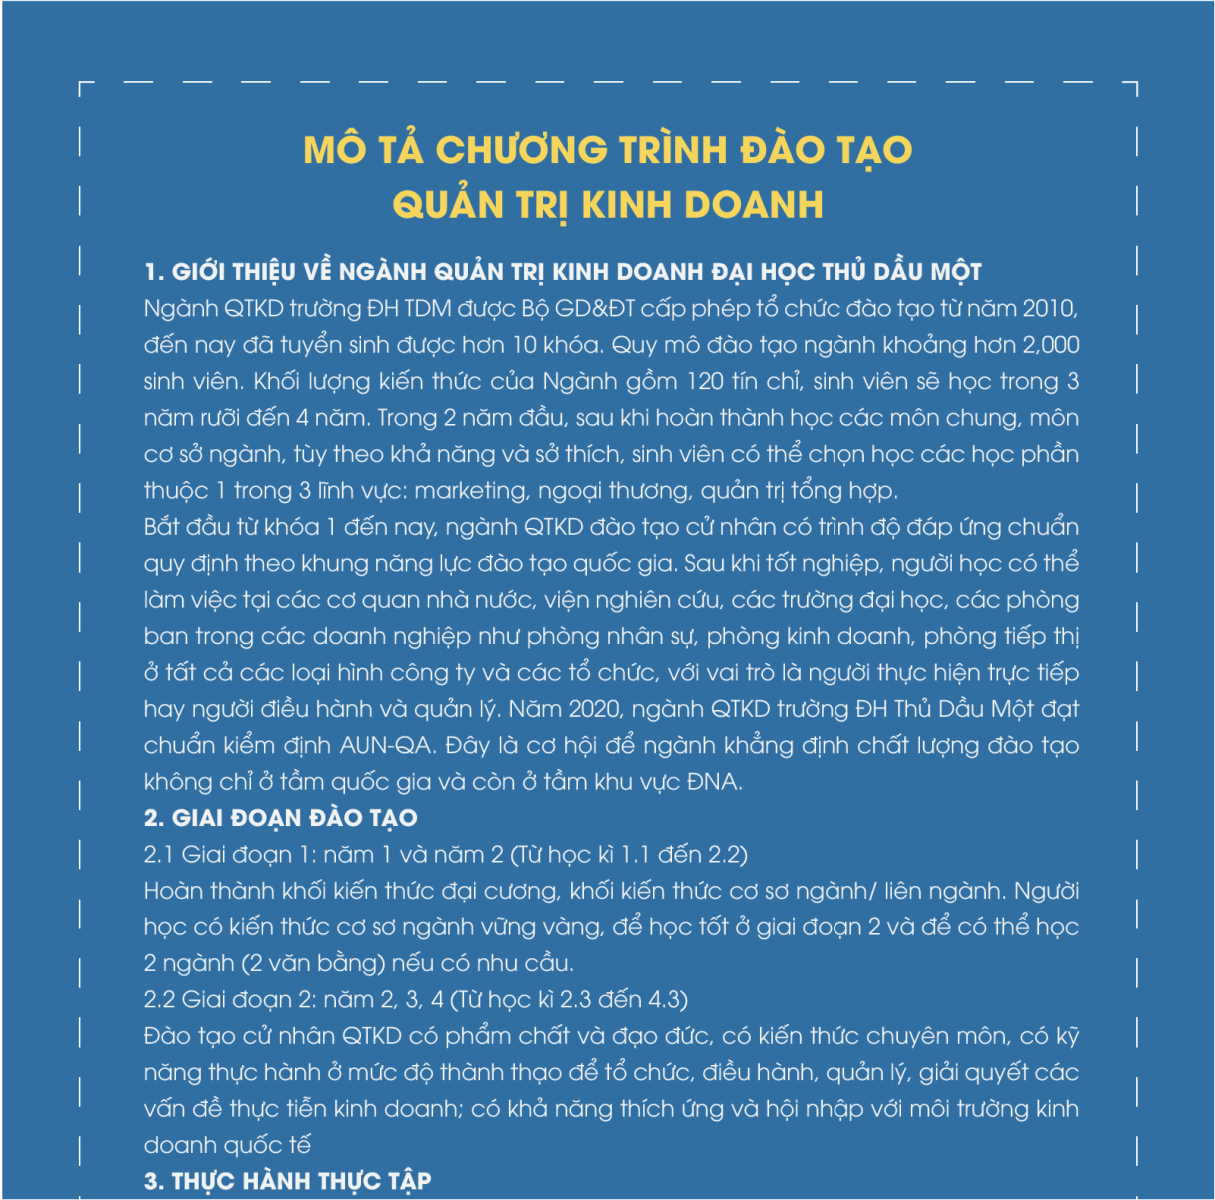 MÔ TẢ CHƯƠNG TRÌNH ĐÀO TẠO
QUẢN TRỊ KINH DOANH
1. GIỚI THIỆU VỀ NGÀNH QUẢN TRỊ KINH DOANH ĐẠI HỌC THỦ DẦU MỘT
Ngành QTKD trường ĐH TDM được Bộ GD&ĐT cấp phép tổ chức đào tạo từ năm 2010,
đến nay đã tuyển sinh được hơn 10 khóa. Quy mô đào tạo ngành khoảng hơn 2,000
sinh viên. Khối lượng kiến thức của Ngành gồm 120 tín chỉ, sinh viên sẽ học trong 3
năm rưỡi đến 4 năm. Trong 2 năm đầu, sau khi hoàn thành học các môn chung, môn
cơ sở ngành, tùy theo khả năng và sở thích, sinh viên có thể chọn học các học phần
thuộc 1 trong 3 lĩnh vực: marketing, ngoại thương, quản trị tổng hợp.
Bắt đầu từ khóa 1 đến nay, ngành QTKD đào tạo cử nhân có trình độ đáp ứng chuẩn
quy định theo khung năng lực đào tạo quốc gia. Sau khi tốt nghiệp, người học có thể
làm việc tại các cơ quan nhà nước, viện nghiên cứu, các trường đại học, các phòng
ban trong các doanh nghiệp như phòng nhân sự, phòng kinh doanh, phòng tiếp thị
ở tất cả các loại hình công ty và các tổ chức, với vai trò là người thực hiện trực tiếp
hay người điều hành và quản lý. Năm 2020, ngành QTKD trường ĐH Thủ Dầu Một đạt
chuẩn kiểm định AUN-QA. Đây là cơ hội để ngành khẳng định chất lượng đào tạo
không chỉ ở tầm quốc gia và còn ở tầm khu vực ĐNA.
2. GIAI ĐOẠN ĐÀO TẠO
2.1 Giai đoạn 1: năm 1 và năm 2 (Từ học kì 1.1 đến 2.2)
Hoàn thành khối kiến thức đại cương, khối kiến thức cơ sơ ngành/ liên ngành. Người
học có kiến thức cơ sơ ngành vững vàng, để học tốt ở giai đoạn 2 và để có thể học
2 ngành (2 văn bằng) nếu có nhu cầu.
2.2 Giai đoạn 2: năm 2, 3, 4 (Từ học kì 2.3 đến 4.3)
Đào tạo cử nhân QTKD có phẩm chất và đạo đức, có kiến thức chuyên môn, có kỹ
năng thực hành ở mức độ thành thạo để tổ chức, điều hành, quản lý, giải quyết các
vấn đề thực tiễn kinh doanh; có khả năng thích ứng và hội nhập với môi trường kinh
doanh quốc tế
3. THỰC HÀNH THỰC TẬP